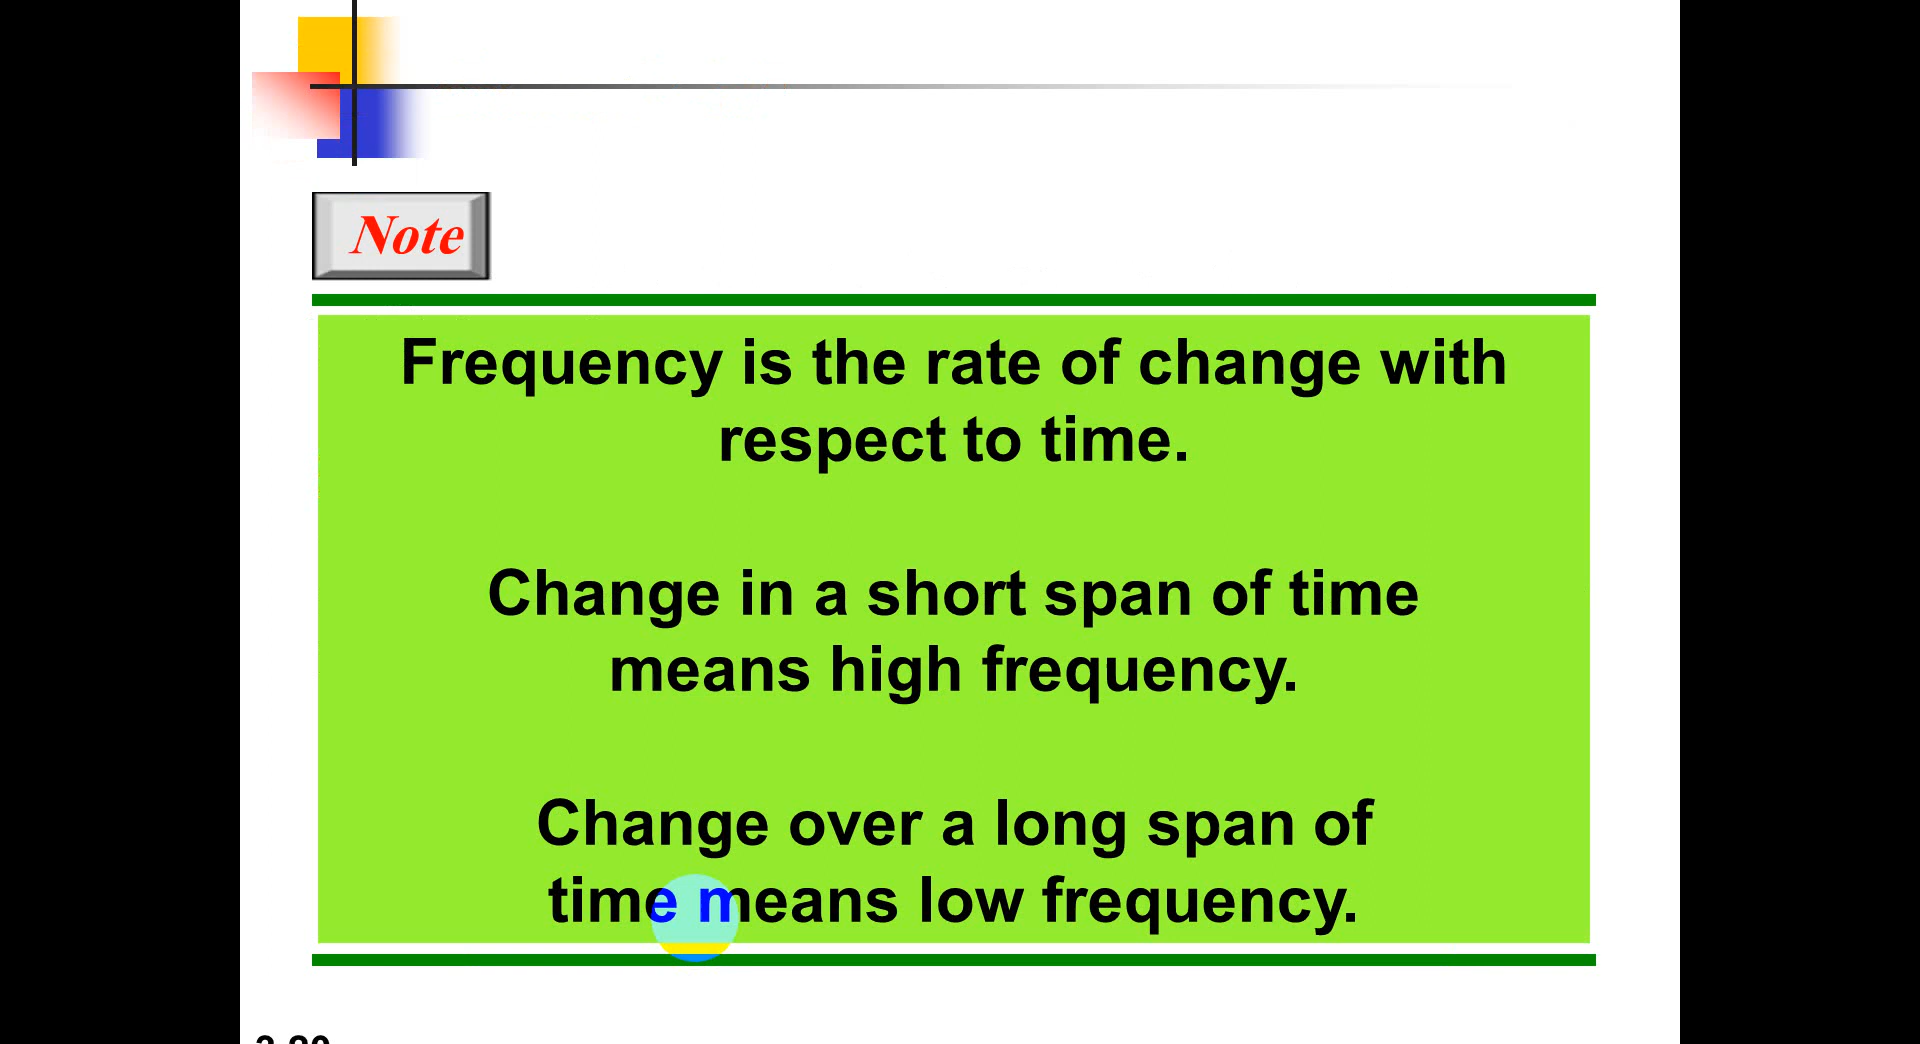 Note
Frequency is the rate of change with
respect to time.
Change in a short span of time
means high frequency.
Change over a long span of
time means low frequency.